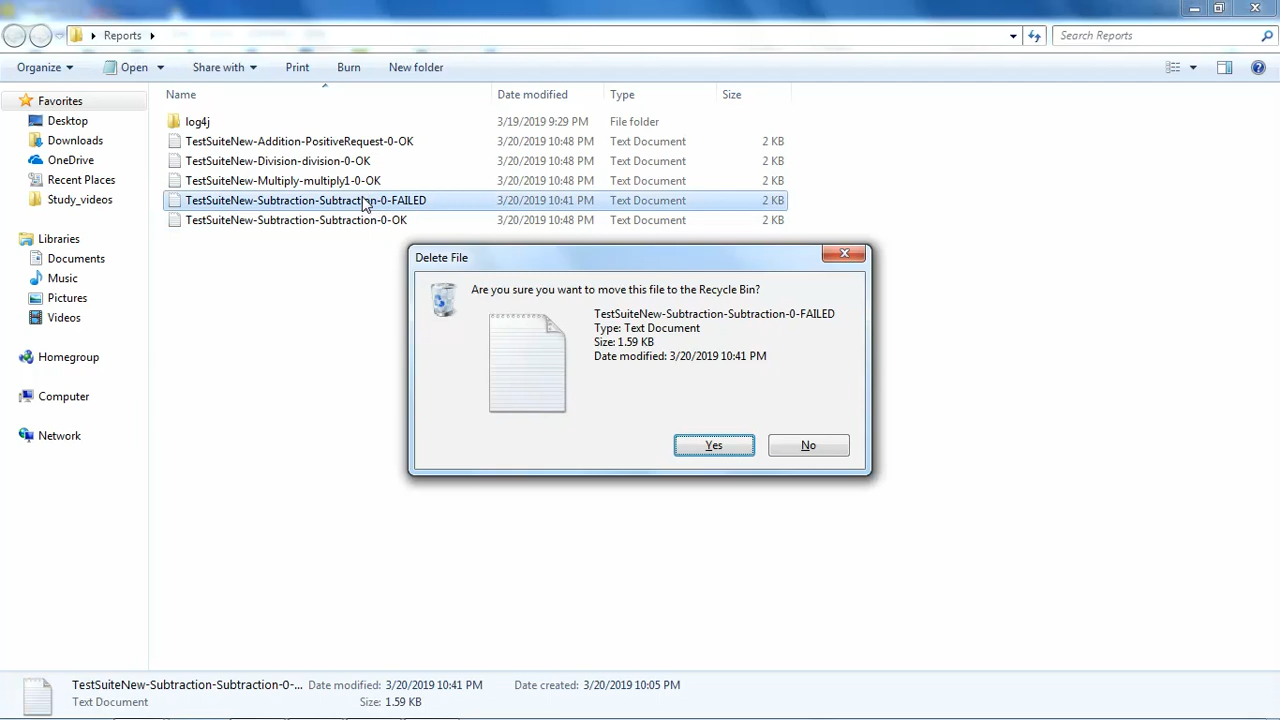 Reports
Search Reports
Organize
Open
Share with
Print
Burn
New folder
Name
Date modified
Type
Size
Favorites
Desktop
Downloads
OneDrive
Recent Places
Study_videos
Libraries
Documents
Music
Pictures
Videos
Homegroup
Computer
Network
log4j 3/19/2019 9:29 PM File folder
TestSuiteNew-Addition-PositiveRequest-0-OK 3/20/2019 10:48 PM Text Document 2 KB
TestSuiteNew-Division-division-0-OK 3/20/2019 10:48 PM Text Document 2 KB
TestSuiteNew-Multiply-multiply1-0-OK 3/20/2019 10:48 PM Text Document 2 KB
TestSuiteNew-Subtraction-Subtraction-0-FAILED 3/20/2019 10:41 PM Text Document 2 KB
TestSuiteNew-Subtraction-Subtraction-0-OK 3/20/2019 10:48 PM Text Document 2 KB
Delete File
Are you sure you want to move this file to the Recycle Bin?
TestSuiteNew-Subtraction-Subtraction-0-FAILED
Type: Text Document
Size: 1.59 KB
Date modified: 3/20/2019 10:41 PM
Yes
No
TestSuiteNew-Subtraction-Subtraction-0-... Date modified: 3/20/2019 10:41 PM Date created: 3/20/2019 10:05 PM
Text Document Size: 1.59 KB